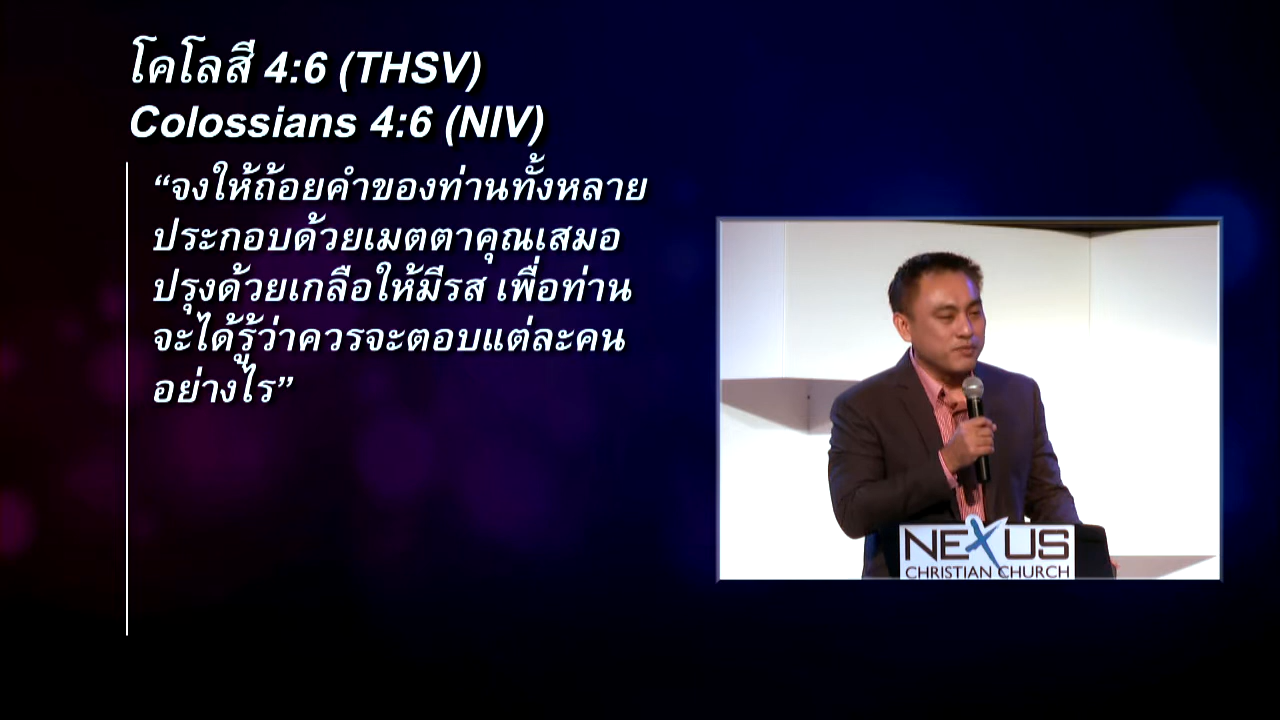 โคโลสี 4:6 (THSV)
Colossians 4:6 (NIV)
“จงให้ถ้อยคำของท่านทั้งหลาย
ประกอบด้วยเมตตาคุณเสมอ
ปรุงด้วยเกลือให้มีรส เพื่อท่าน
จะได้รู้ว่าควรจะตอบแต่ละคน
อย่างไร”
NEXUS
CHRISTIAN CHURCH